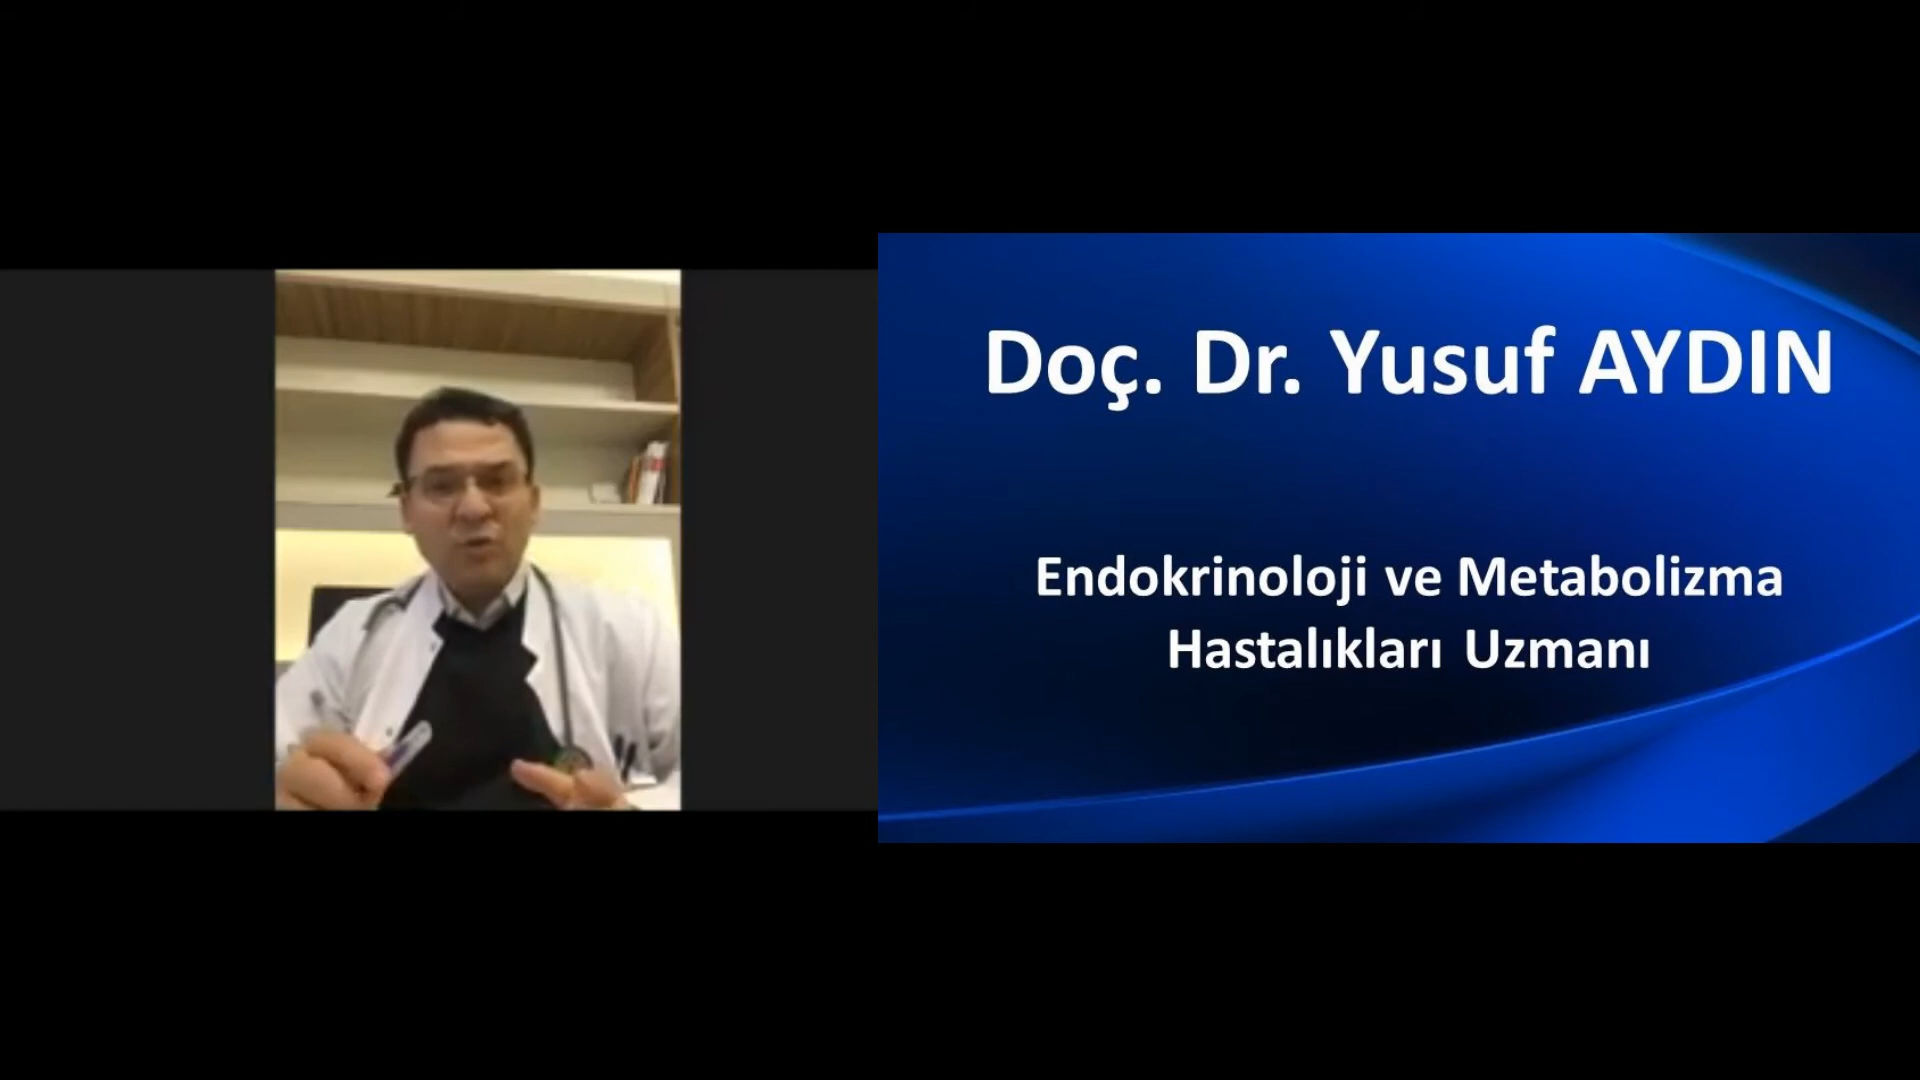 Doç. Dr. Yusuf AYDIN
Endokrinoloji ve Metabolizma
Hastalıkları Uzmanı